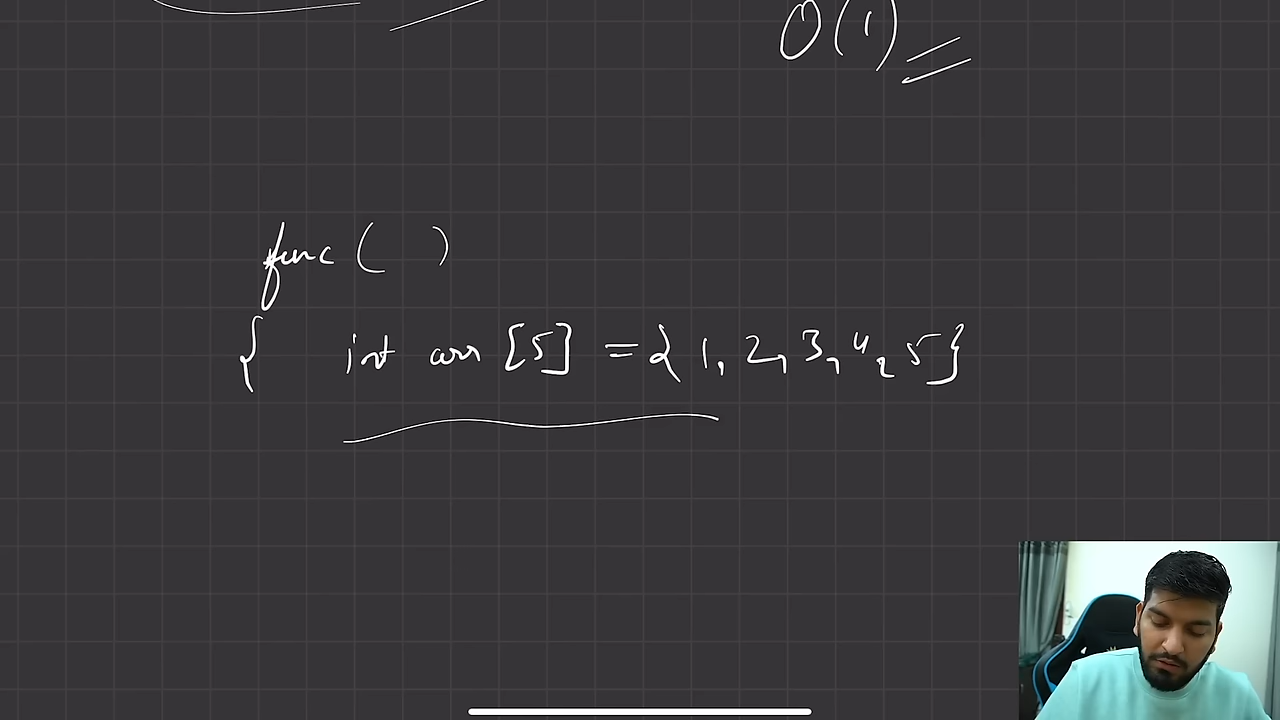 O(1)
func ( )
{ int arr [5] = {1, 2, 3, 4, 5}